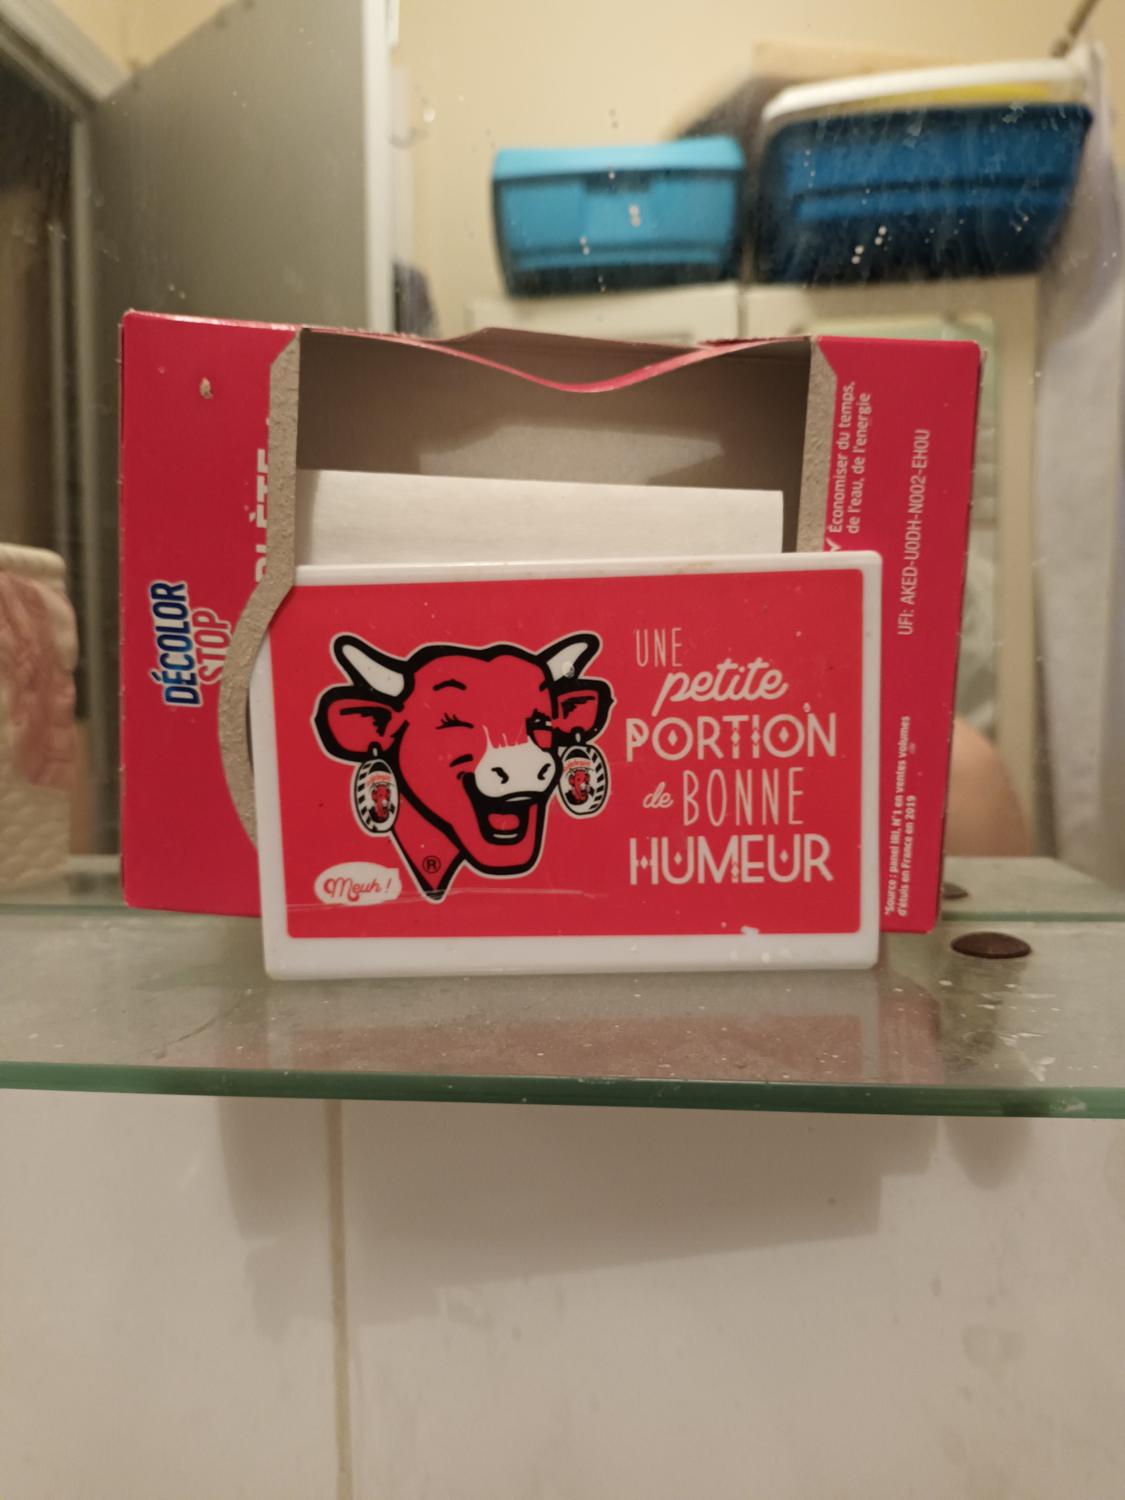 DÉCOLOR
STOP
UNE
petite
PORTION
de BONNE
HUMEUR
Meuh !
®
Économiser du temps,
de l'eau, de l'énergie
UFI: AKED-U0DH-N002-EH0U
*Source : panel IRI, N°1 en ventes volumes
d'étuis en France en 2019